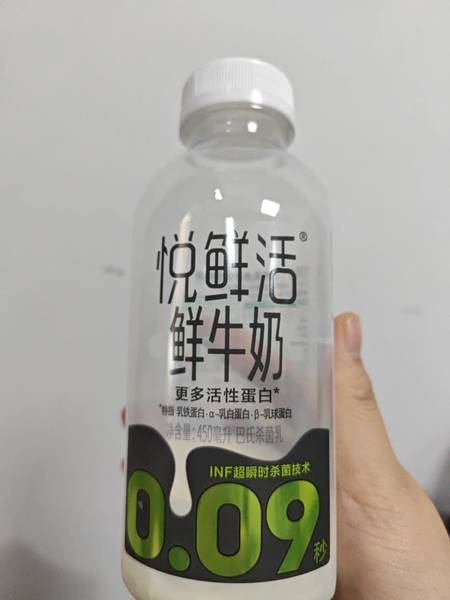 悦鲜活®
鲜牛奶
更多活性蛋白*
*特指 乳铁蛋白·α-乳白蛋白·β-乳球蛋白
净含量:450毫升 巴氏杀菌乳
INF超瞬时杀菌技术
0.09秒